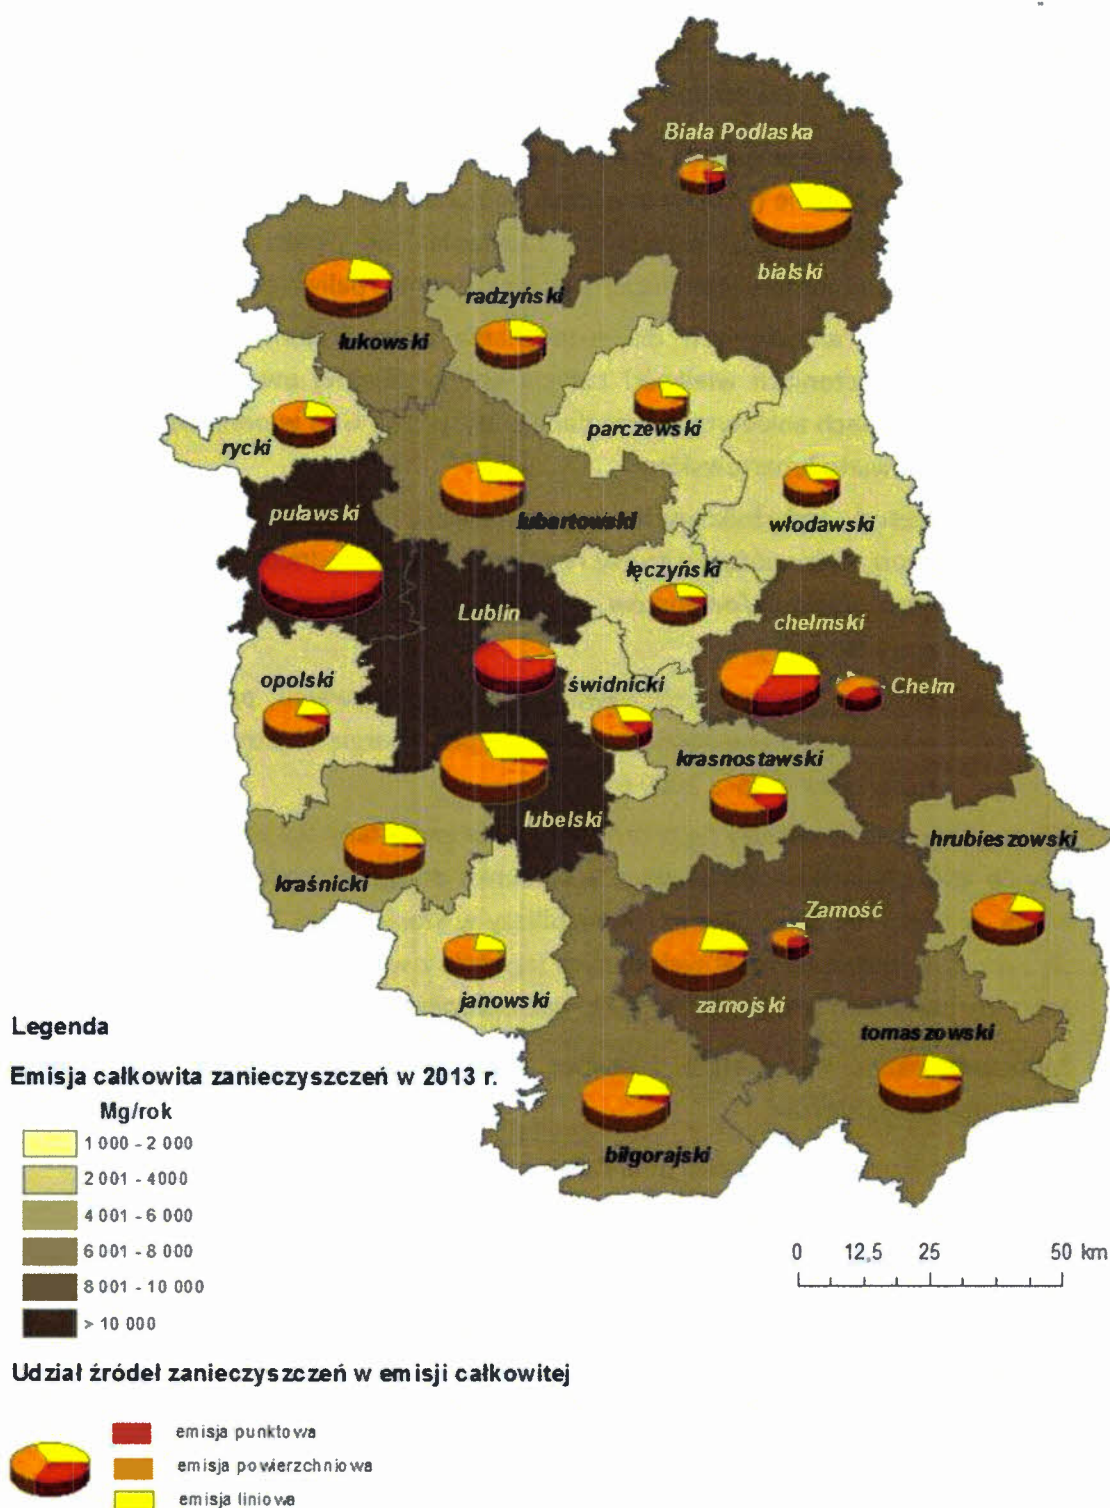 Biała Podlaska
bialski
radzyński
łukowski
parczewski
rycki
włodawski
puławski
lubartowski
łęczyński
Lublin
chełmski
opolski
świdnicki
Chełm
krasnostawski
lubelski
hrubieszowski
kraśnicki
Zamość
janowski
zamojski
tomaszowski
biłgorajski
Legenda
Emisja całkowita zanieczyszczeń w 2013 r.
Mg/rok
1 000 - 2 000
2 001 - 4000
4 001 - 6 000
6 001 - 8 000
8 001 - 10 000
> 10 000
0 12,5 25 50 km
Udział źródeł zanieczyszczeń w emisji całkowitej
emisja punktowa
emisja powierzchniowa
emisja liniowa